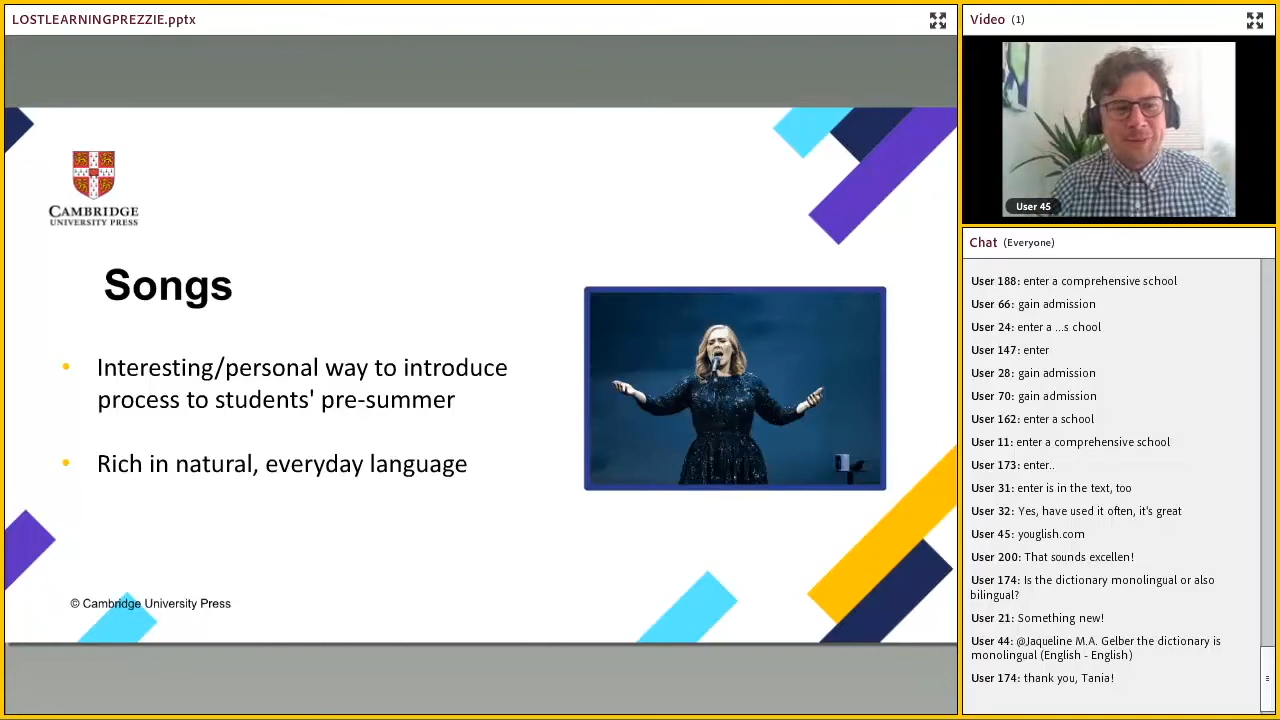 LOSTLEARNINGPREZZIE.pptx
CAMBRIDGE
UNIVERSITY PRESS
Songs
• Interesting/personal way to introduce
process to students' pre-summer
• Rich in natural, everyday language
© Cambridge University Press
Video (1)
User 45
Chat (Everyone)
User 188: enter a comprehensive school
User 66: gain admission
User 24: enter a ...s chool
User 147: enter
User 28: gain admission
User 70: gain admission
User 162: enter a school
User 11: enter a comprehensive school
User 173: enter..
User 31: enter is in the text, too
User 32: Yes, have used it often, it's great
User 45: youglish.com
User 200: That sounds excellen!
User 174: Is the dictionary monolingual or also
bilingual?
User 21: Something new!
User 44: @Jaqueline M.A. Gelber the dictionary is
monolingual (English - English)
User 174: thank you, Tania!